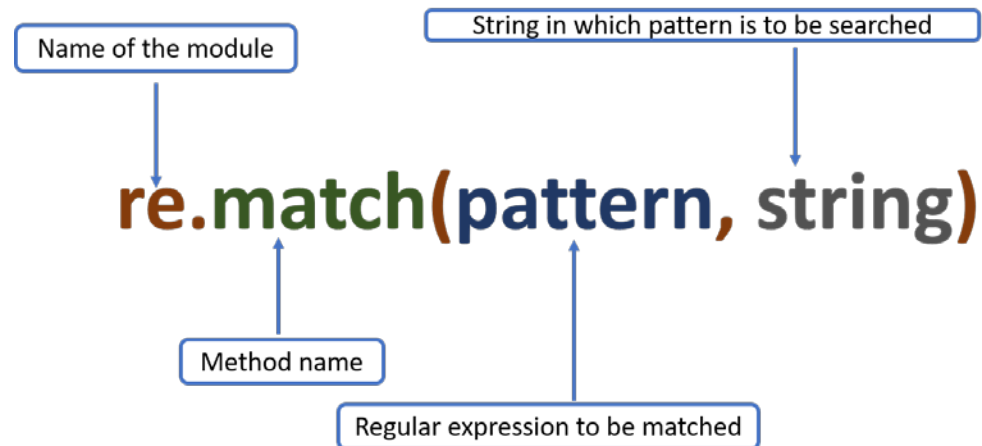 Name of the module
String in which pattern is to be searched
re.match(pattern, string)
Method name
Regular expression to be matched